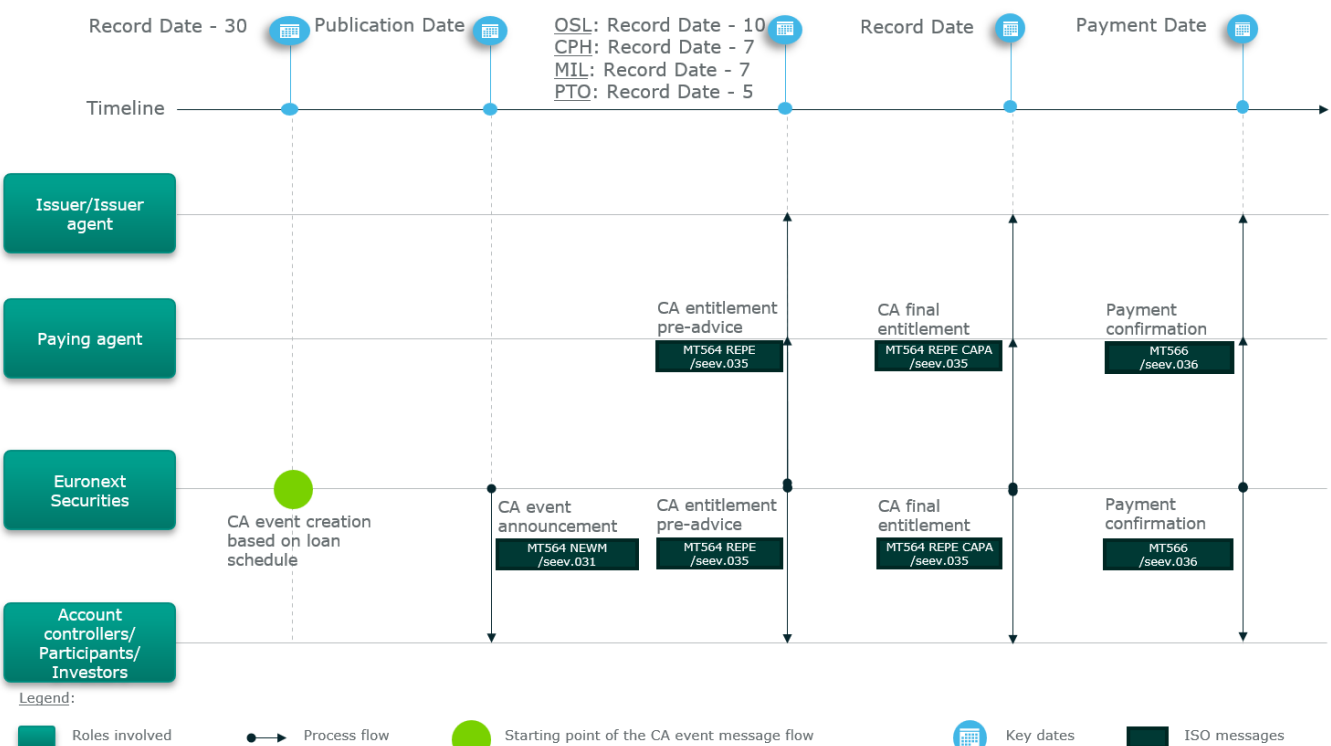 Record Date - 30
Publication Date
OSL: Record Date - 10
CPH: Record Date - 7
MIL: Record Date - 7
PTO: Record Date - 5
Record Date
Payment Date
Timeline
Issuer/Issuer
agent
Paying agent
CA entitlement
pre-advice
MT564 REPE
/seev.035
CA final
entitlement
MT564 REPE CAPA
/seev.035
Payment
confirmation
MT566
/seev.036
Euronext
Securities
CA event creation
based on loan
schedule
CA event
announcement
MT564 NEWM
/seev.031
CA entitlement
pre-advice
MT564 REPE
/seev.035
CA final
entitlement
MT564 REPE CAPA
/seev.035
Payment
confirmation
MT566
/seev.036
Account
controllers/
Participants/
Investors
Legend:
Roles involved
Process flow
Starting point of the CA event message flow
Key dates
ISO messages